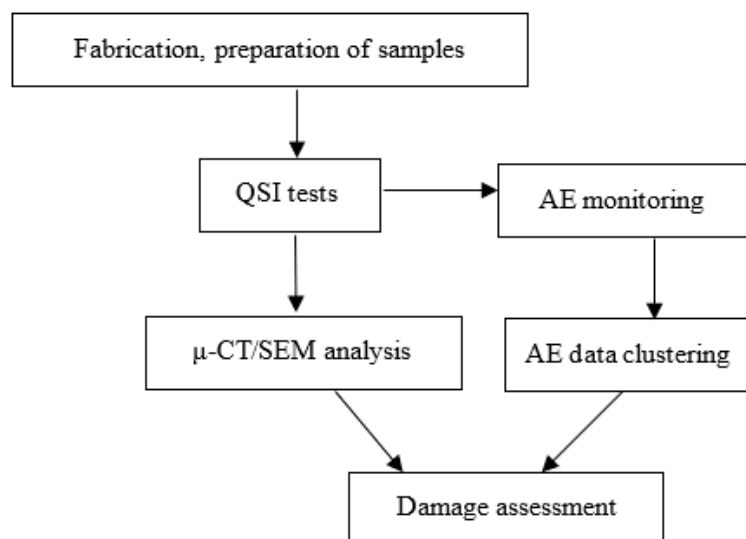 Fabrication, preparation of samples
QSI tests
AE monitoring
μ-CT/SEM analysis
AE data clustering
Damage assessment